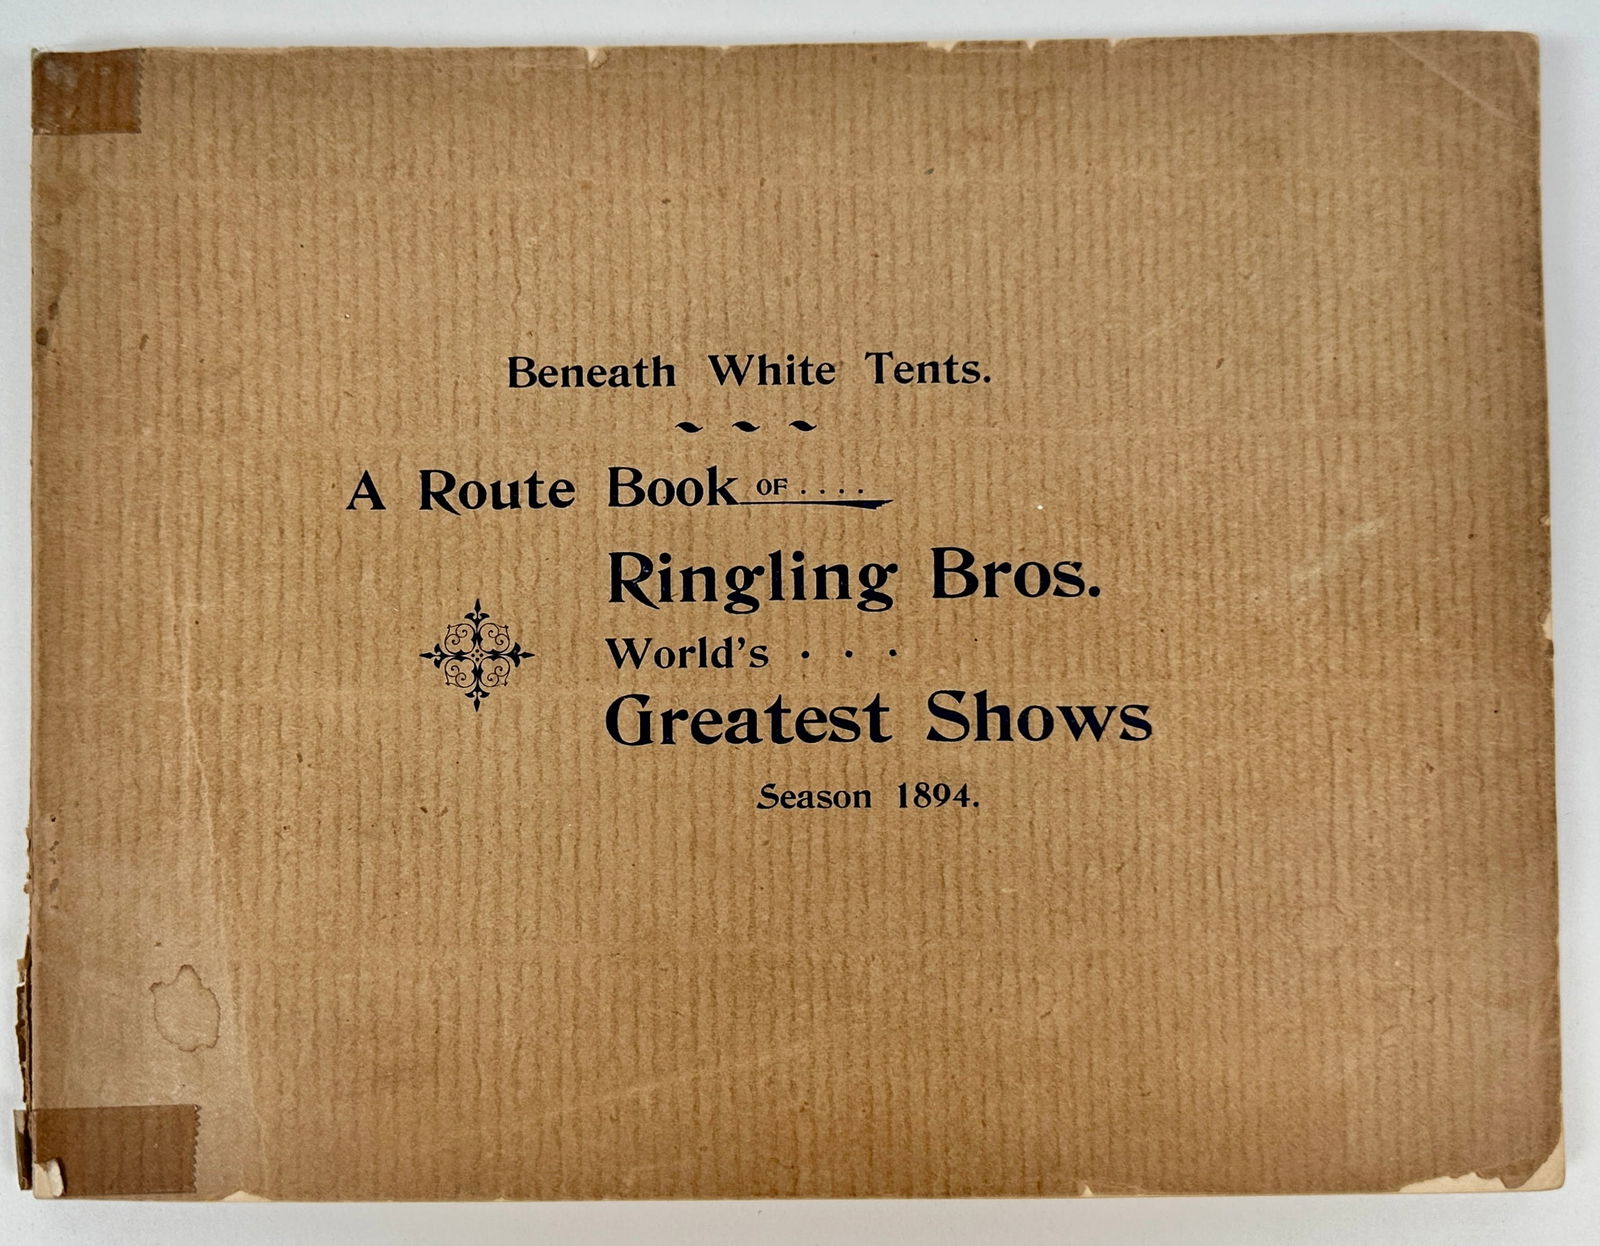 Beneath White Tents.
A Route Book OF....
Ringling Bros.
World's . . .
Greatest Shows
Season 1894.